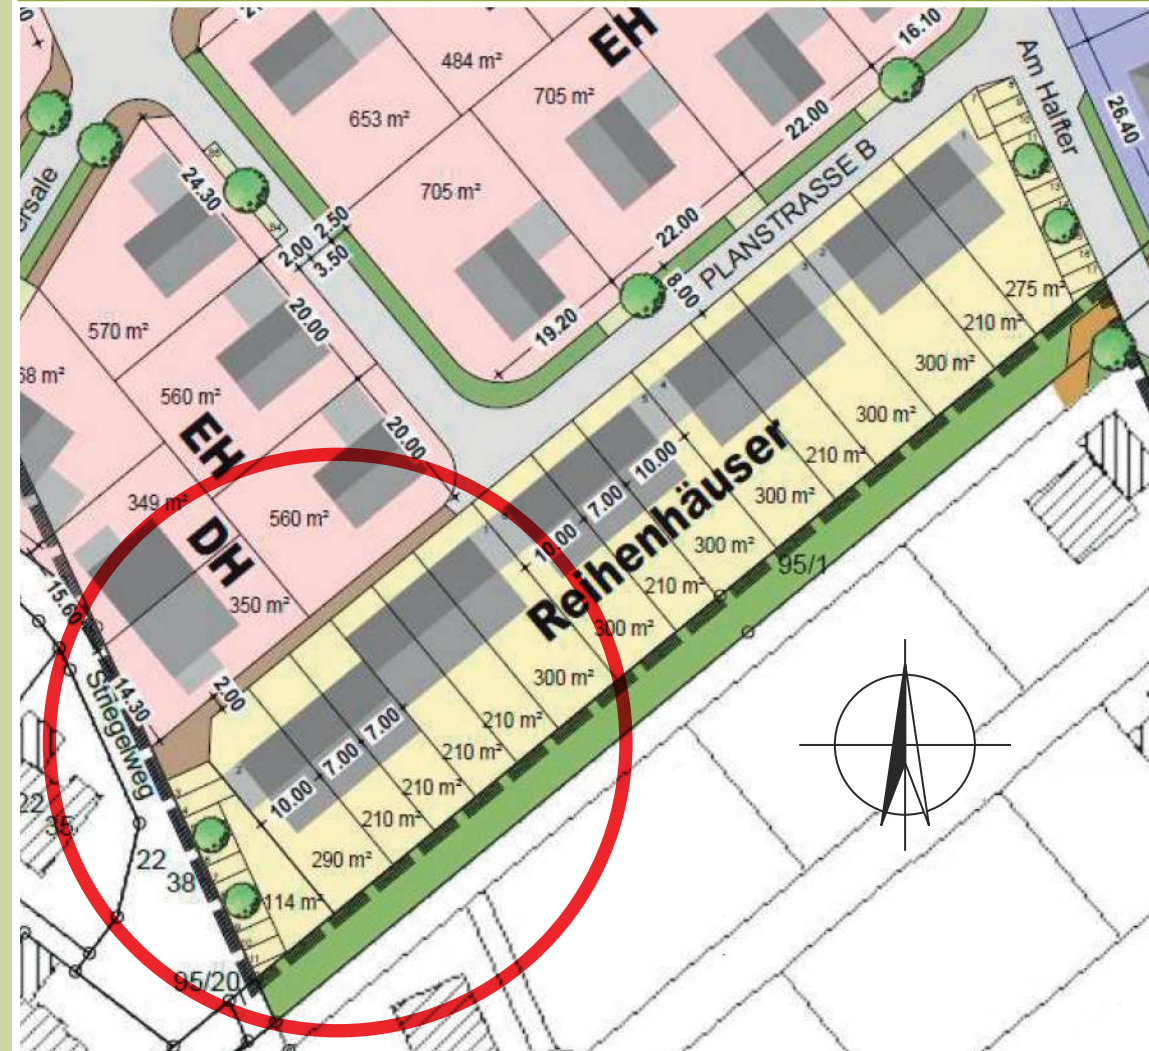 16.10
Am Halfter
26.40
EH
484 m²
705 m²
653 m²
22.00
705 m²
PLANSTRASSE B
24.30
2.00
2.50
3.50
22.00
8.00
19.20
20.00
570 m²
560 m²
EH
20.00
349 m²
560 m²
DH
350 m²
15.60
Striegelweg
14.30
2.00
275 m²
210 m²
300 m²
300 m²
210 m²
300 m²
300 m²
210 m²
300 m²
300 m²
210 m²
210 m²
210 m²
210 m²
290 m²
114 m²
10.00
7.00
10.00
Reihenhäuser
95/1
7.00
7.00
10.00
22
38
22
35
95/20